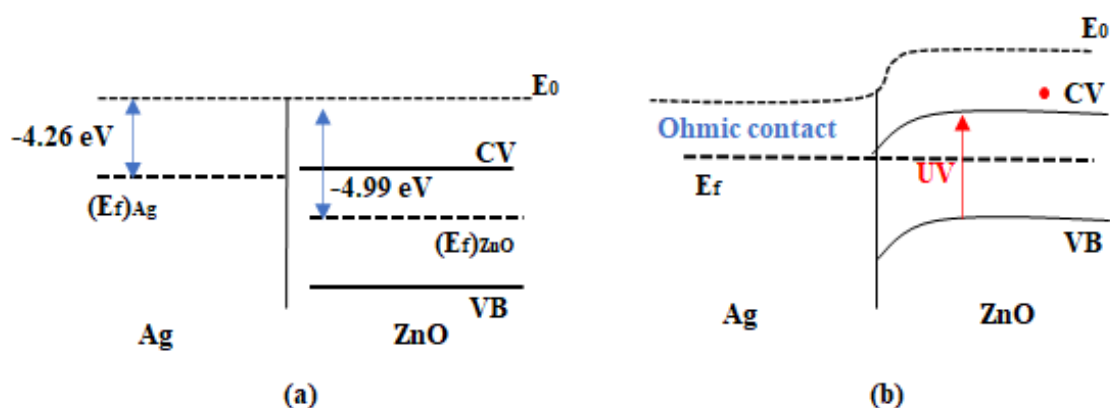 E0
-4.26 eV
CV
(Ef)Ag
-4.99 eV
(Ef)ZnO
VB
Ag
ZnO
(a)
E0
CV
Ohmic contact
Ef
UV
VB
Ag
ZnO
(b)